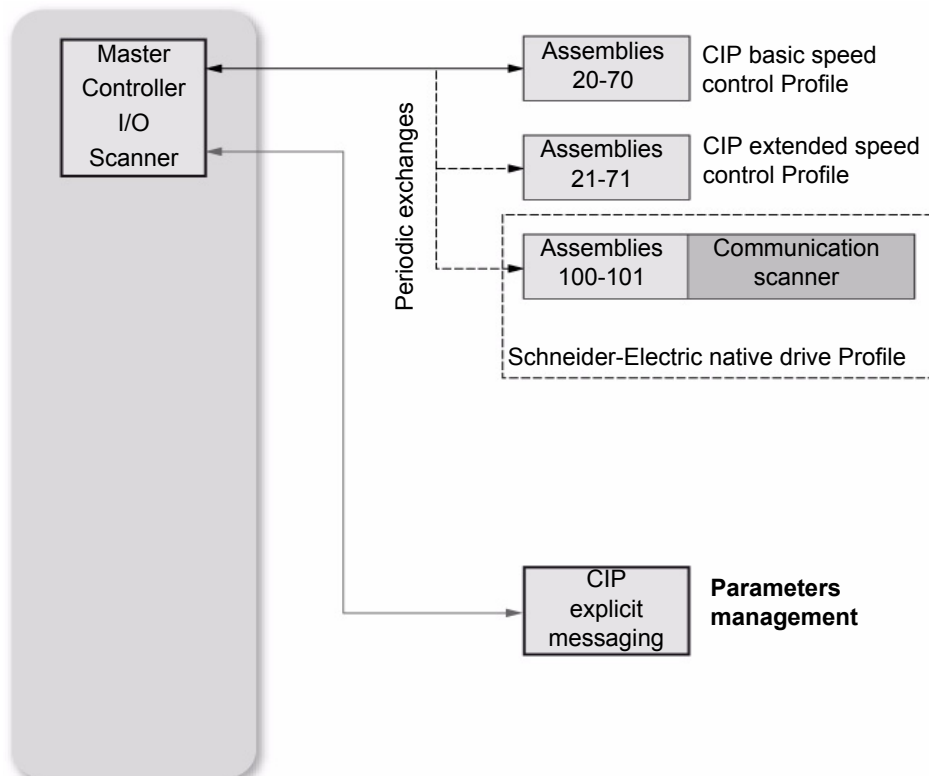 Master
Controller
I/O
Scanner
Assemblies
20-70
CIP basic speed
control Profile
Periodic exchanges
Assemblies
21-71
CIP extended speed
control Profile
Assemblies
100-101
Communication
scanner
Schneider-Electric native drive Profile
CIP
explicit
messaging
Parameters
management